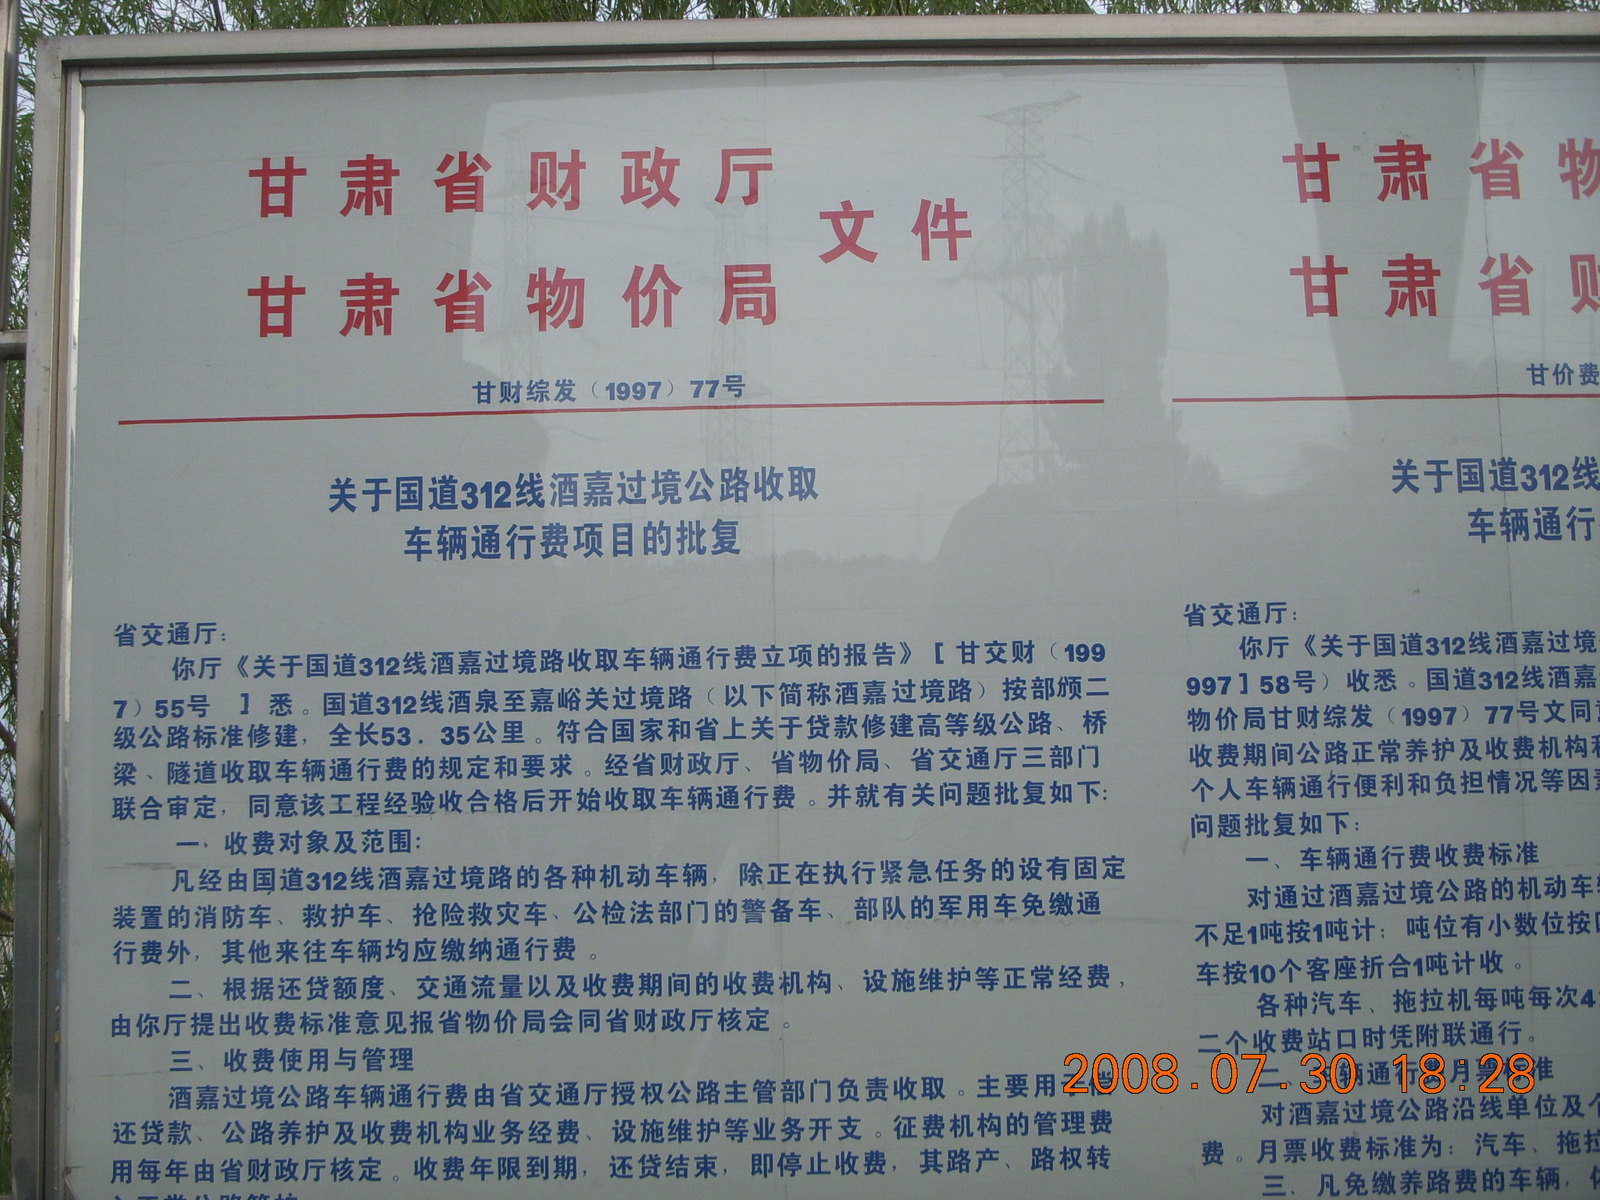 甘肃省财政厅
文件
甘肃省物价局
甘财综发（1997）77号
关于国道312线酒嘉过境公路收取
车辆通行费项目的批复
省交通厅：
你厅《关于国道312线酒嘉过境路收取车辆通行费立项的报告》[ 甘交财（199
7）55号 ] 悉。国道312线酒泉至嘉峪关过境路（以下简称酒嘉过境路）按部颁二
级公路标准修建，全长53．35公里。符合国家和省上关于贷款修建高等级公路、桥
梁、隧道收取车辆通行费的规定和要求。经省财政厅、省物价局、省交通厅三部门
联合审定，同意该工程经验收合格后开始收取车辆通行费。并就有关问题批复如下：
一、收费对象及范围：
凡经由国道312线酒嘉过境路的各种机动车辆，除正在执行紧急任务的设有固定
装置的消防车、救护车、抢险救灾车、公检法部门的警备车、部队的军用车免缴通
行费外，其他来往车辆均应缴纳通行费。
二、根据还贷额度、交通流量以及收费期间的收费机构、设施维护等正常经费，
由你厅提出收费标准意见报省物价局会同省财政厅核定。
三、收费使用与管理
酒嘉过境公路车辆通行费由省交通厅授权公路主管部门负责收取。主要用于偿
还贷款、公路养护及收费机构业务经费、设施维护等业务开支。征费机构的管理费
用每年由省财政厅核定。收费年限到期，还贷结束，即停止收费，其路产、路权转
甘肃省物
甘肃省财
甘价费
关于国道312线
车辆通行
省交通厅：
你厅《关于国道312线酒嘉过境
997］58号）收悉。国道312线酒嘉
物价局甘财综发（1997）77号文同
收费期间公路正常养护及收费机构和
个人车辆通行便利和负担情况等因素
问题批复如下：
一、车辆通行费收费标准
对通过酒嘉过境公路的机动车辆
不足1吨按1吨计；吨位有小数位按
车按10个客座折合1吨计收。
各种汽车、拖拉机每吨每次4
二个收费站口时凭附联通行。
二、车辆通行费月票标准
对酒嘉过境公路沿线单位及个
费。月票收费标准为：汽车、拖拉
三、凡免缴养路费的车辆，
2008.07.30 18:28